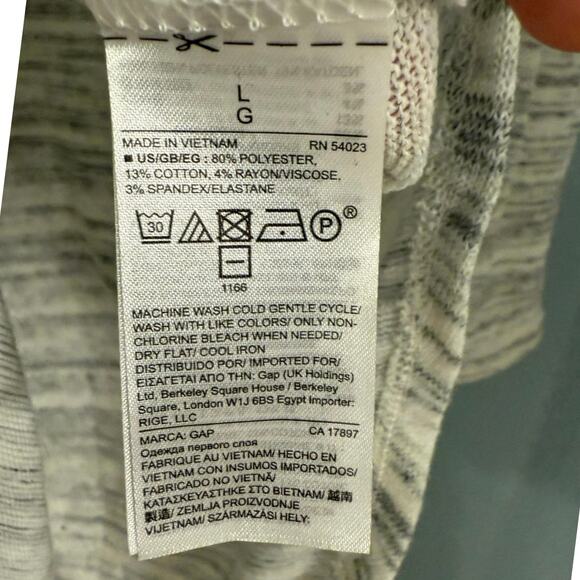 L
G
MADE IN VIETNAM RN 54023
■ US/GB/EG : 80% POLYESTER,
13% COTTON, 4% RAYON/VISCOSE,
3% SPANDEX/ELASTANE
30 P®
1166
MACHINE WASH COLD GENTLE CYCLE/
WASH WITH LIKE COLORS/ ONLY NON-
CHLORINE BLEACH WHEN NEEDED/
DRY FLAT/ COOL IRON
DISTRIBUIDO POR/ IMPORTED FOR/
ΕΙΣΑΓΕΤΑΙ ΑΠΟ ΤΗΝ: Gap (UK Holdings)
Ltd, Berkeley Square House / Berkeley
Square, London W1J 6BS Egypt Importer:
RIGE, LLC
MARCA: GAP CA 17897
Одежда первого слоя
FABRIQUÉ AU VIETNAM/ HECHO EN
VIETNAM CON INSUMOS IMPORTADOS/
FABRICADO NO VIETNÃ/
ΚΑΤΑΣΚΕΥΑΣΤΗΚΕ ΣΤΟ ΒΙΕΤΝΑΜ/ 越南
製造/ ZEMLJA PROIZVODNJE
VIJETNAM/ SZÁRMAZÁSI HELY: